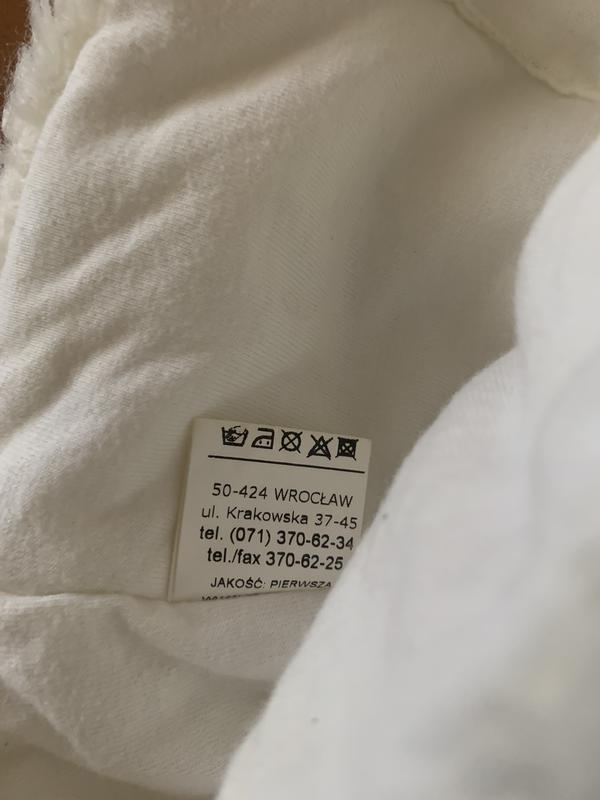 50-424 WROCŁAW
ul. Krakowska 37-45
tel. (071) 370-62-34
tel./fax 370-62-25
JAKOŚĆ: PIERWSZA